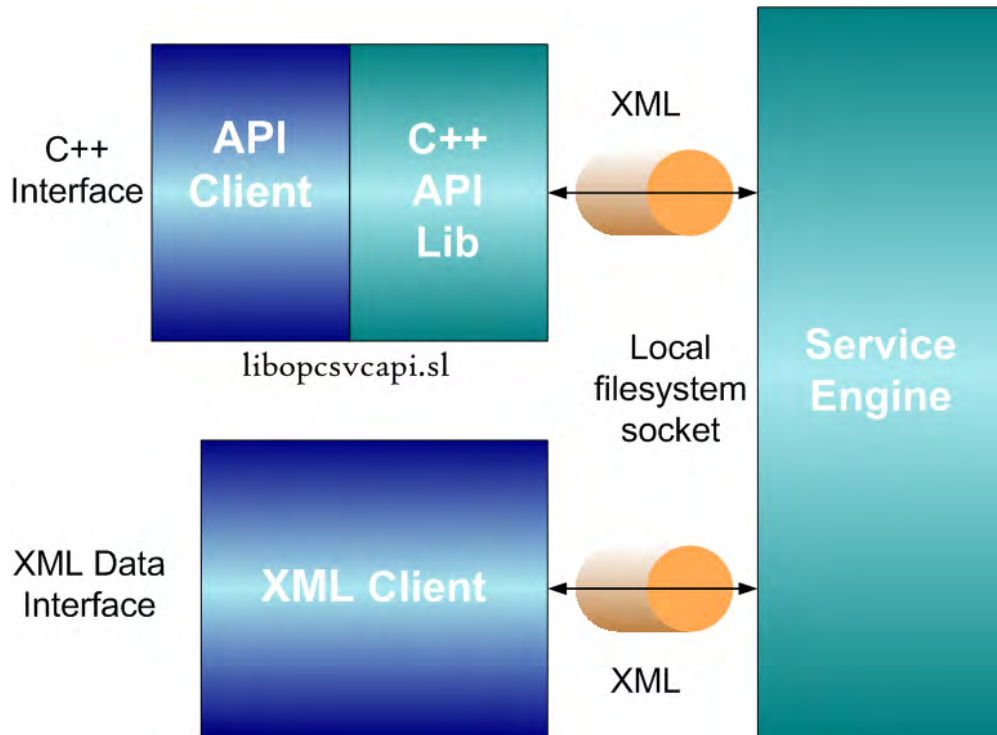 C++
Interface
API
Client
C++
API
Lib
libopcsvcapi.sl
XML
Local
filesystem
socket
Service
Engine
XML Data
Interface
XML Client
XML